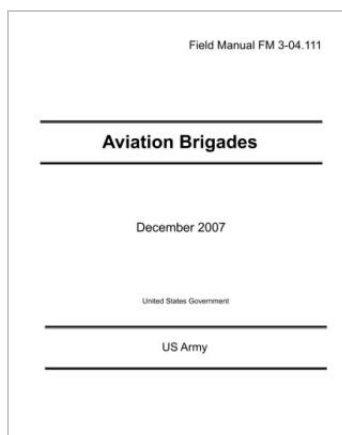 Field Manual FM 3-04.111
Aviation Brigades
December 2007
United States Government
US Army